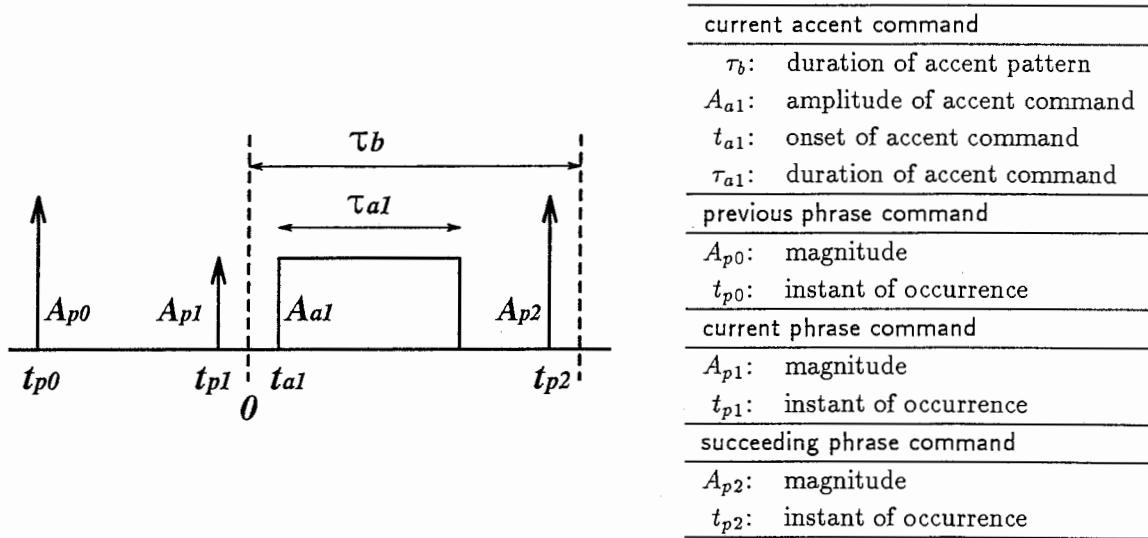 τb
τa1
Ap0
Ap1
Aa1
Ap2
tp0
tp1
ta1
tp2
0
current accent command
τb: duration of accent pattern
Aa1: amplitude of accent command
ta1: onset of accent command
τa1: duration of accent command
previous phrase command
Ap0: magnitude
tp0: instant of occurrence
current phrase command
Ap1: magnitude
tp1: instant of occurrence
succeeding phrase command
Ap2: magnitude
tp2: instant of occurrence